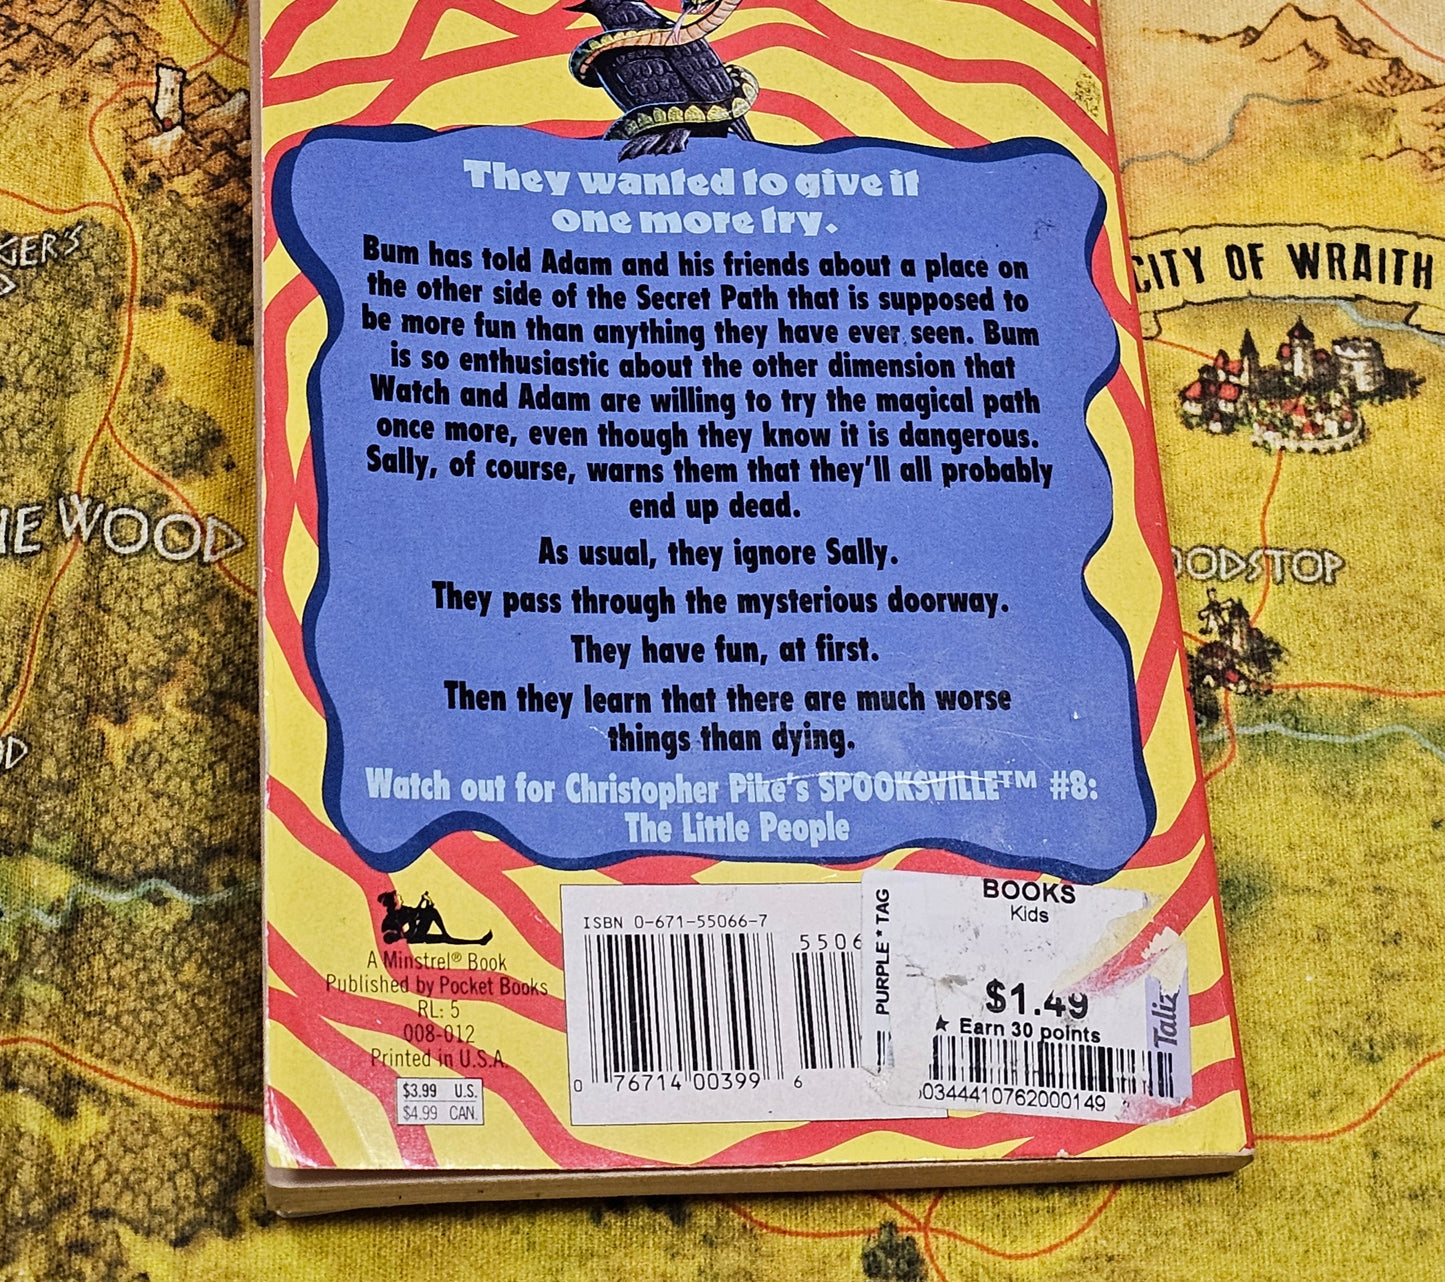 They wanted to give it
one more try.
Bum has told Adam and his friends about a place on
the other side of the Secret Path that is supposed to
be more fun than anything they have ever seen. Bum
is so enthusiastic about the other dimension that
Watch and Adam are willing to try the magical path
once more, even though they know it is dangerous.
Sally, of course, warns them that they'll all probably
end up dead.
As usual, they ignore Sally.
They pass through the mysterious doorway.
They have fun, at first.
Then they learn that there are much worse
things than dying.
Watch out for Christopher Pike's SPOOKSVILLE™ #8:
The Little People
A Minstrel® Book
Published by Pocket Books
RL: 5
008-012
Printed in U.S.A.
$3.99 U.S.
$4.99 CAN.
ISBN 0-671-55066-7
5506
0 76714 00399 6
BOOKS
Kids
PURPLE * TAG
$1.49
★ Earn 30 points
0344410762000149
CITY OF WRAITH
WOOD